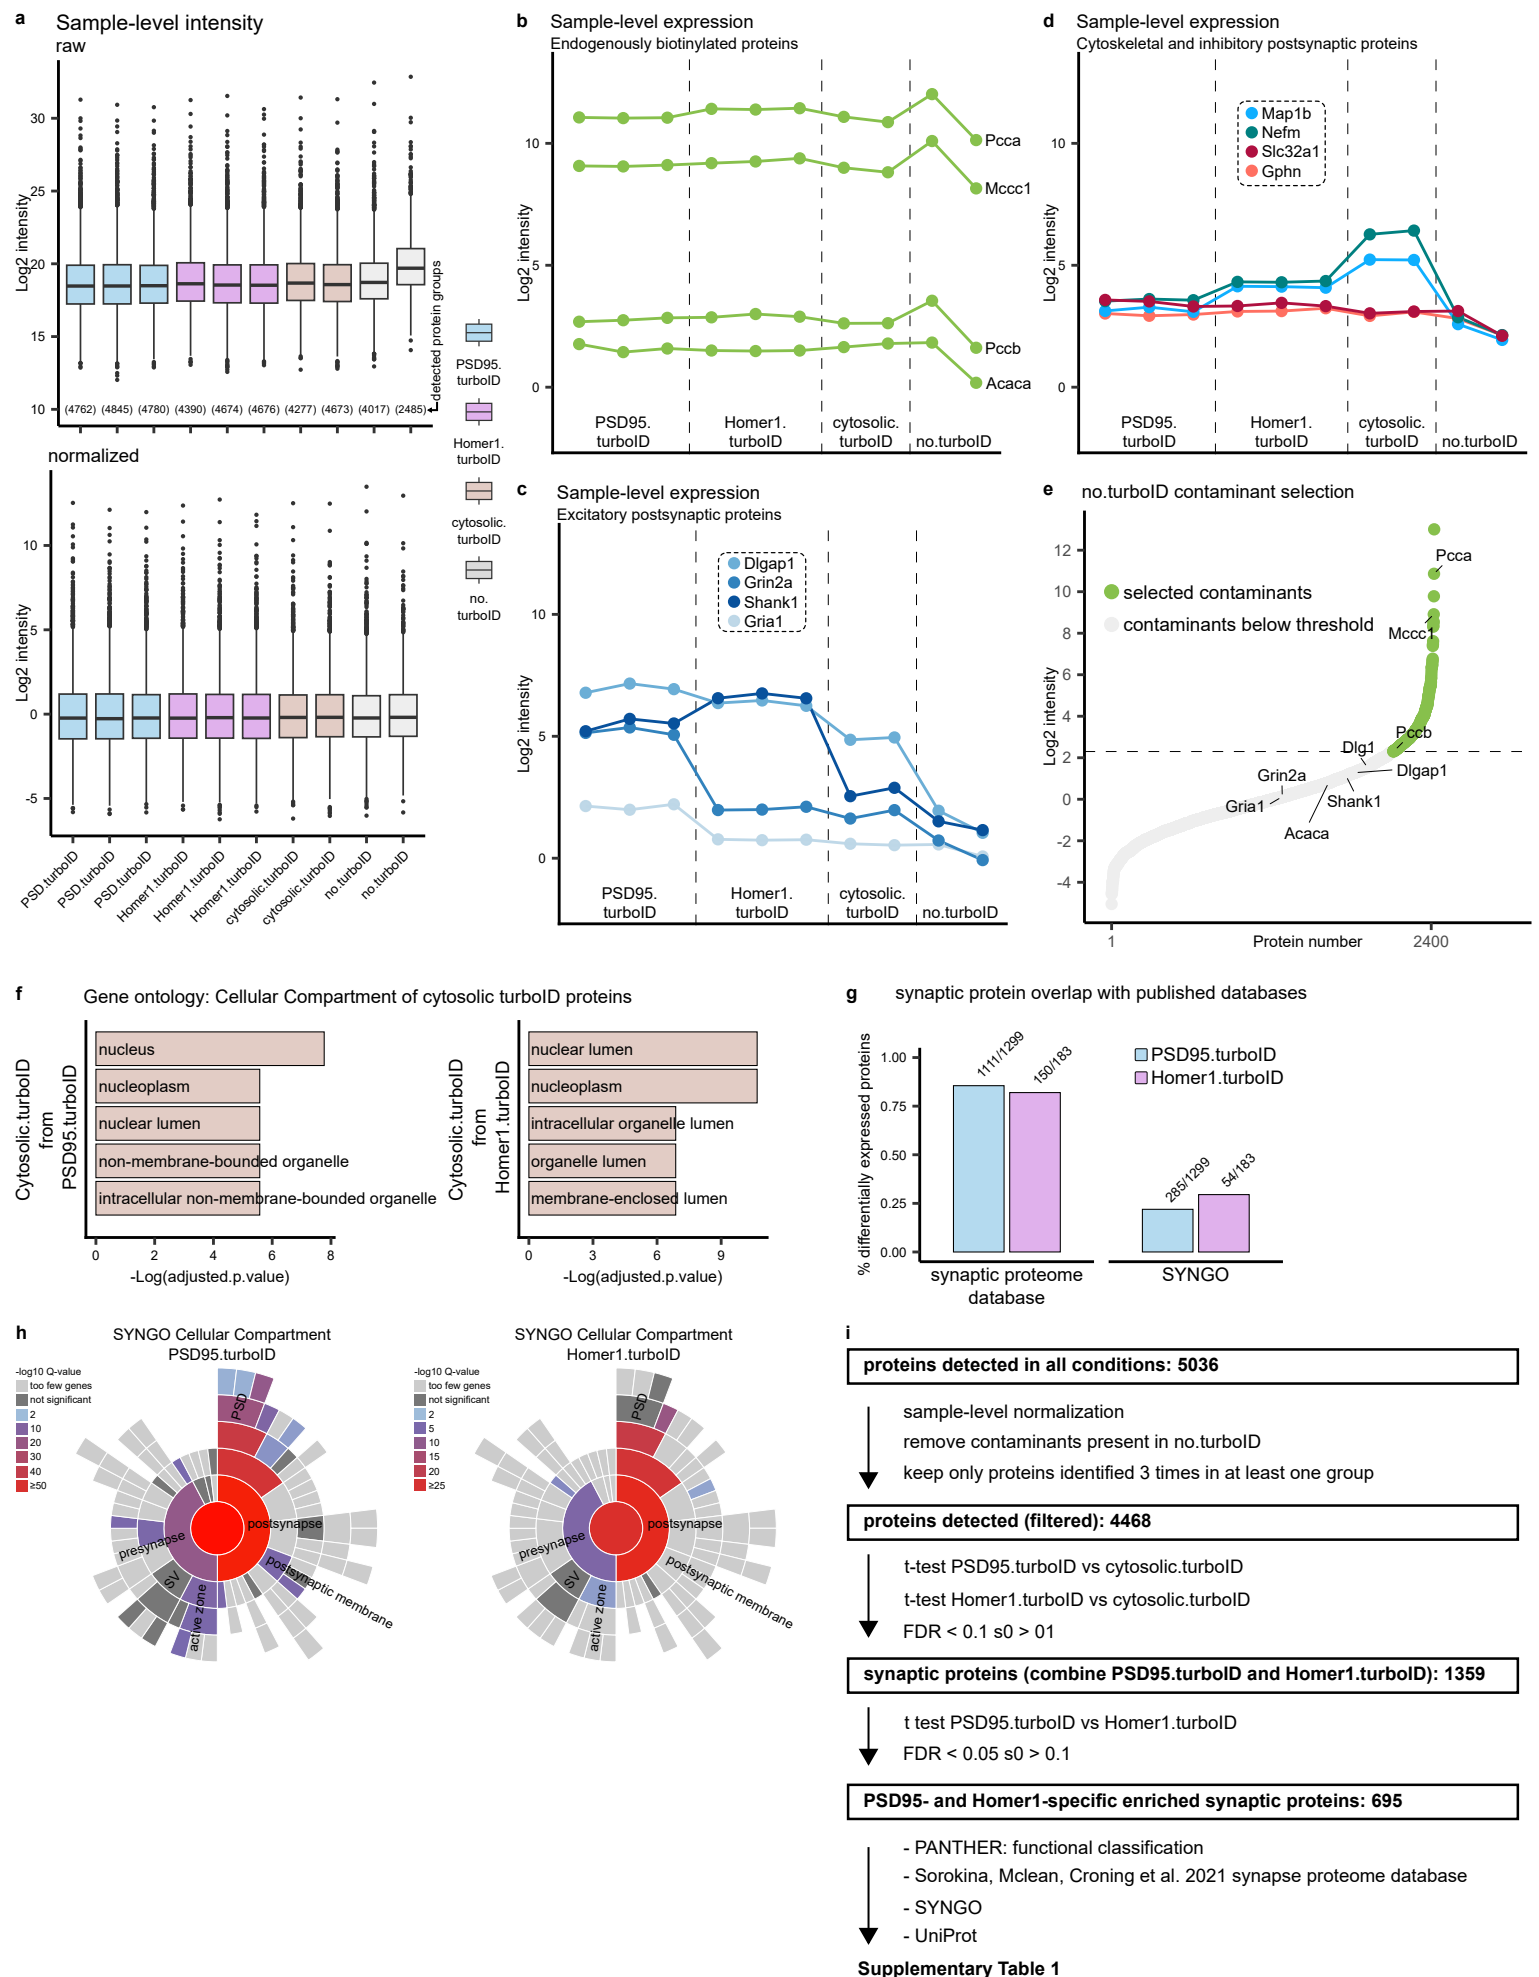 a
Sample-level intensity
raw
Log2 intensity
30
25
20
15
10
(4762) (4845) (4780) (4390) (4674) (4676) (4277) (4673) (4017) (2485)
detected protein groups
PSD95.
turboID
Homer1.
turboID
cytosolic.
turboID
no.
turboID
normalized
Log2 intensity
10
5
0
-5
PSD.turboID
PSD.turboID
PSD.turboID
Homer1.turboID
Homer1.turboID
Homer1.turboID
cytosolic.turboID
cytosolic.turboID
no.turboID
no.turboID
b
Sample-level expression
Endogenously biotinylated proteins
Log2 intensity
10
5
0
Pcca
Mccc1
Pccb
Acaca
PSD95.
turboID
Homer1.
turboID
cytosolic.
turboID
no.turboID
c
Sample-level expression
Excitatory postsynaptic proteins
Log2 intensity
10
5
0
Dlgap1
Grin2a
Shank1
Gria1
PSD95.
turboID
Homer1.
turboID
cytosolic.
turboID
no.turboID
d
Sample-level expression
Cytoskeletal and inhibitory postsynaptic proteins
Log2 intensity
10
5
0
Map1b
Nefm
Slc32a1
Gphn
PSD95.
turboID
Homer1.
turboID
cytosolic.
turboID
no.turboID
e
no.turboID contaminant selection
Log2 intensity
12
10
8
6
4
2
0
-2
-4
selected contaminants
contaminants below threshold
Pcca
Mccc1
Pccb
Dlg1
Dlgap1
Grin2a
Shank1
Gria1
Acaca
1
Protein number
2400
f
Gene ontology: Cellular Compartment of cytosolic turboID proteins
Cytosolic.turboID
from
PSD95.turboID
nucleus
nucleoplasm
nuclear lumen
non-membrane-bounded organelle
intracellular non-membrane-bounded organelle
0 2 4 6 8
-Log(adjusted.p.value)
Cytosolic.turboID
from
Homer1.turboID
nuclear lumen
nucleoplasm
intracellular organelle lumen
organelle lumen
membrane-enclosed lumen
0 3 6 9
-Log(adjusted.p.value)
g
synaptic protein overlap with published databases
% differentially expressed proteins
1.00
0.75
0.50
0.25
0.00
1111/1299
150/183
285/1299
54/183
PSD95.turboID
Homer1.turboID
synaptic proteome
database
SYNGO
h
SYNGO Cellular Compartment
PSD95.turboID
-log10 Q-value
too few genes
not significant
2
10
20
30
40
≥50
PSD
postsynapse
presynapse
postsynaptic membrane
SV
active zone
SYNGO Cellular Compartment
Homer1.turboID
-log10 Q-value
too few genes
not significant
2
5
10
15
20
≥25
PSD
postsynapse
presynapse
postsynaptic membrane
SV
active zone
i
proteins detected in all conditions: 5036
sample-level normalization
remove contaminants present in no.turboID
keep only proteins identified 3 times in at least one group
proteins detected (filtered): 4468
t-test PSD95.turboID vs cytosolic.turboID
t-test Homer1.turboID vs cytosolic.turboID
FDR < 0.1 s0 > 01
synaptic proteins (combine PSD95.turboID and Homer1.turboID): 1359
t test PSD95.turboID vs Homer1.turboID
FDR < 0.05 s0 > 0.1
PSD95- and Homer1-specific enriched synaptic proteins: 695
- PANTHER: functional classification
- Sorokina, Mclean, Croning et al. 2021 synapse proteome database
- SYNGO
- UniProt
Supplementary Table 1